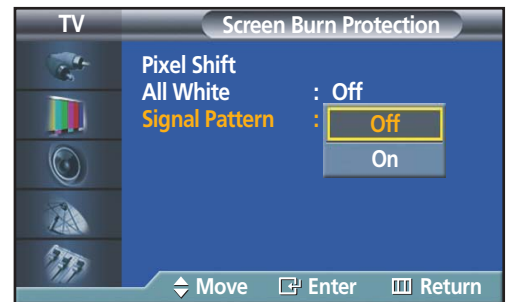 TV Screen Burn Protection
Pixel Shift
All White : Off
Signal Pattern : Off
On
Move Enter Return